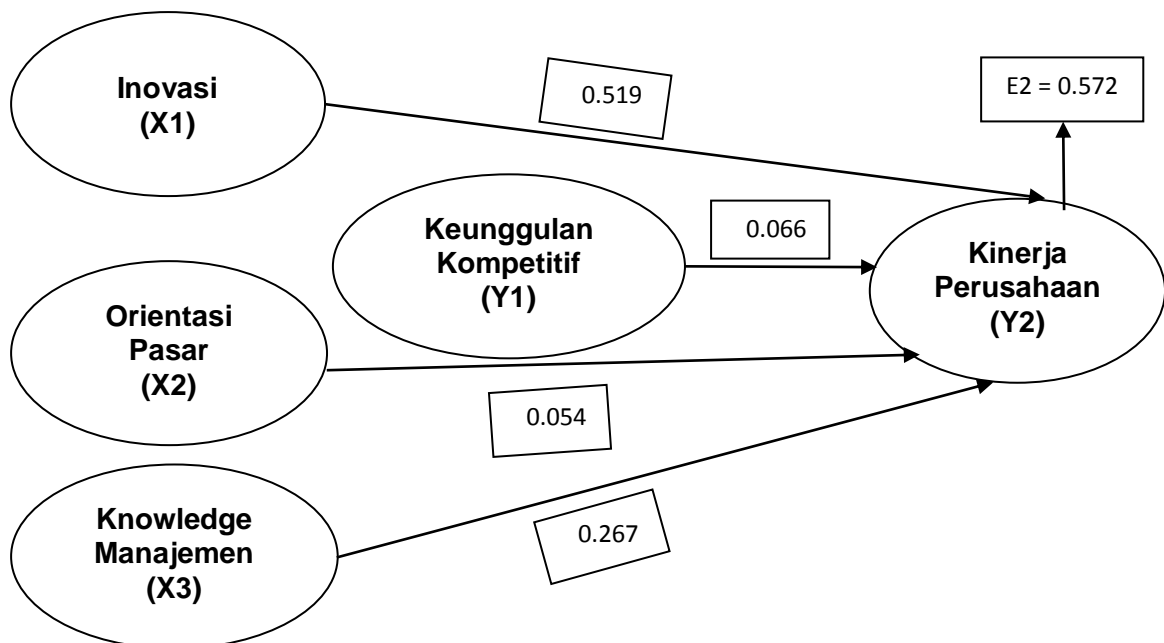 Inovasi
(X1)
0.519
E2 = 0.572
Keunggulan
Kompetitif
(Y1)
0.066
Kinerja
Perusahaan
(Y2)
Orientasi
Pasar
(X2)
0.054
Knowledge
Manajemen
(X3)
0.267